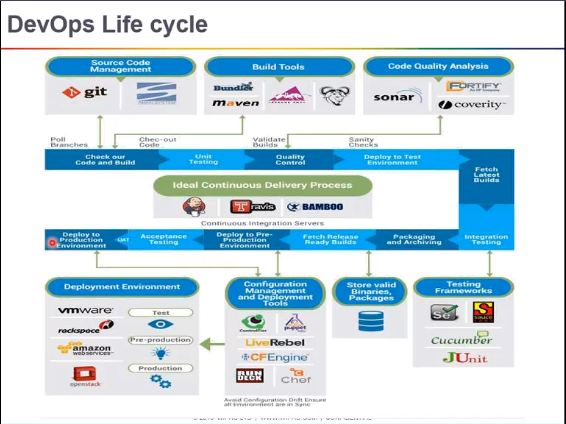 DevOps Life cycle
Source Code
Management
Build Tools
Code Quality Analysis
git
Bundler
maven
sonar
FORTIFY
coverity
Poll
Branches
Chec-out
Code
Validate
Builds
Sanity
Checks
Check our
Code and Build
Unit
Testing
Quality
Control
Deploy to Test
Environment
Fetch
Latest
Builds
Ideal Continuous Delivery Process
Travis
BAMBOO
Continuous Integration Servers
Deploy to
Production
Environment
UAT
Acceptance
Testing
Deploy to Pre-
Production
Environment
Fetch Release
Ready Builds
Packaging
and Archiving
Integration
Testing
Deployment Environment
vmware
rackspace
amazon
webservices
openstack
Test
Pre-production
Production
Configuration
Management
and Deployment
Tools
puppet
LiveRebel
CFEngine
RUN
DECK
Chef
Avoid Configuration Drift Ensure
all Environment are in Sync
Store valid
Binaries,
Packages
Testing
Frameworks
Se
SAUCE
Cucumber
JUnit